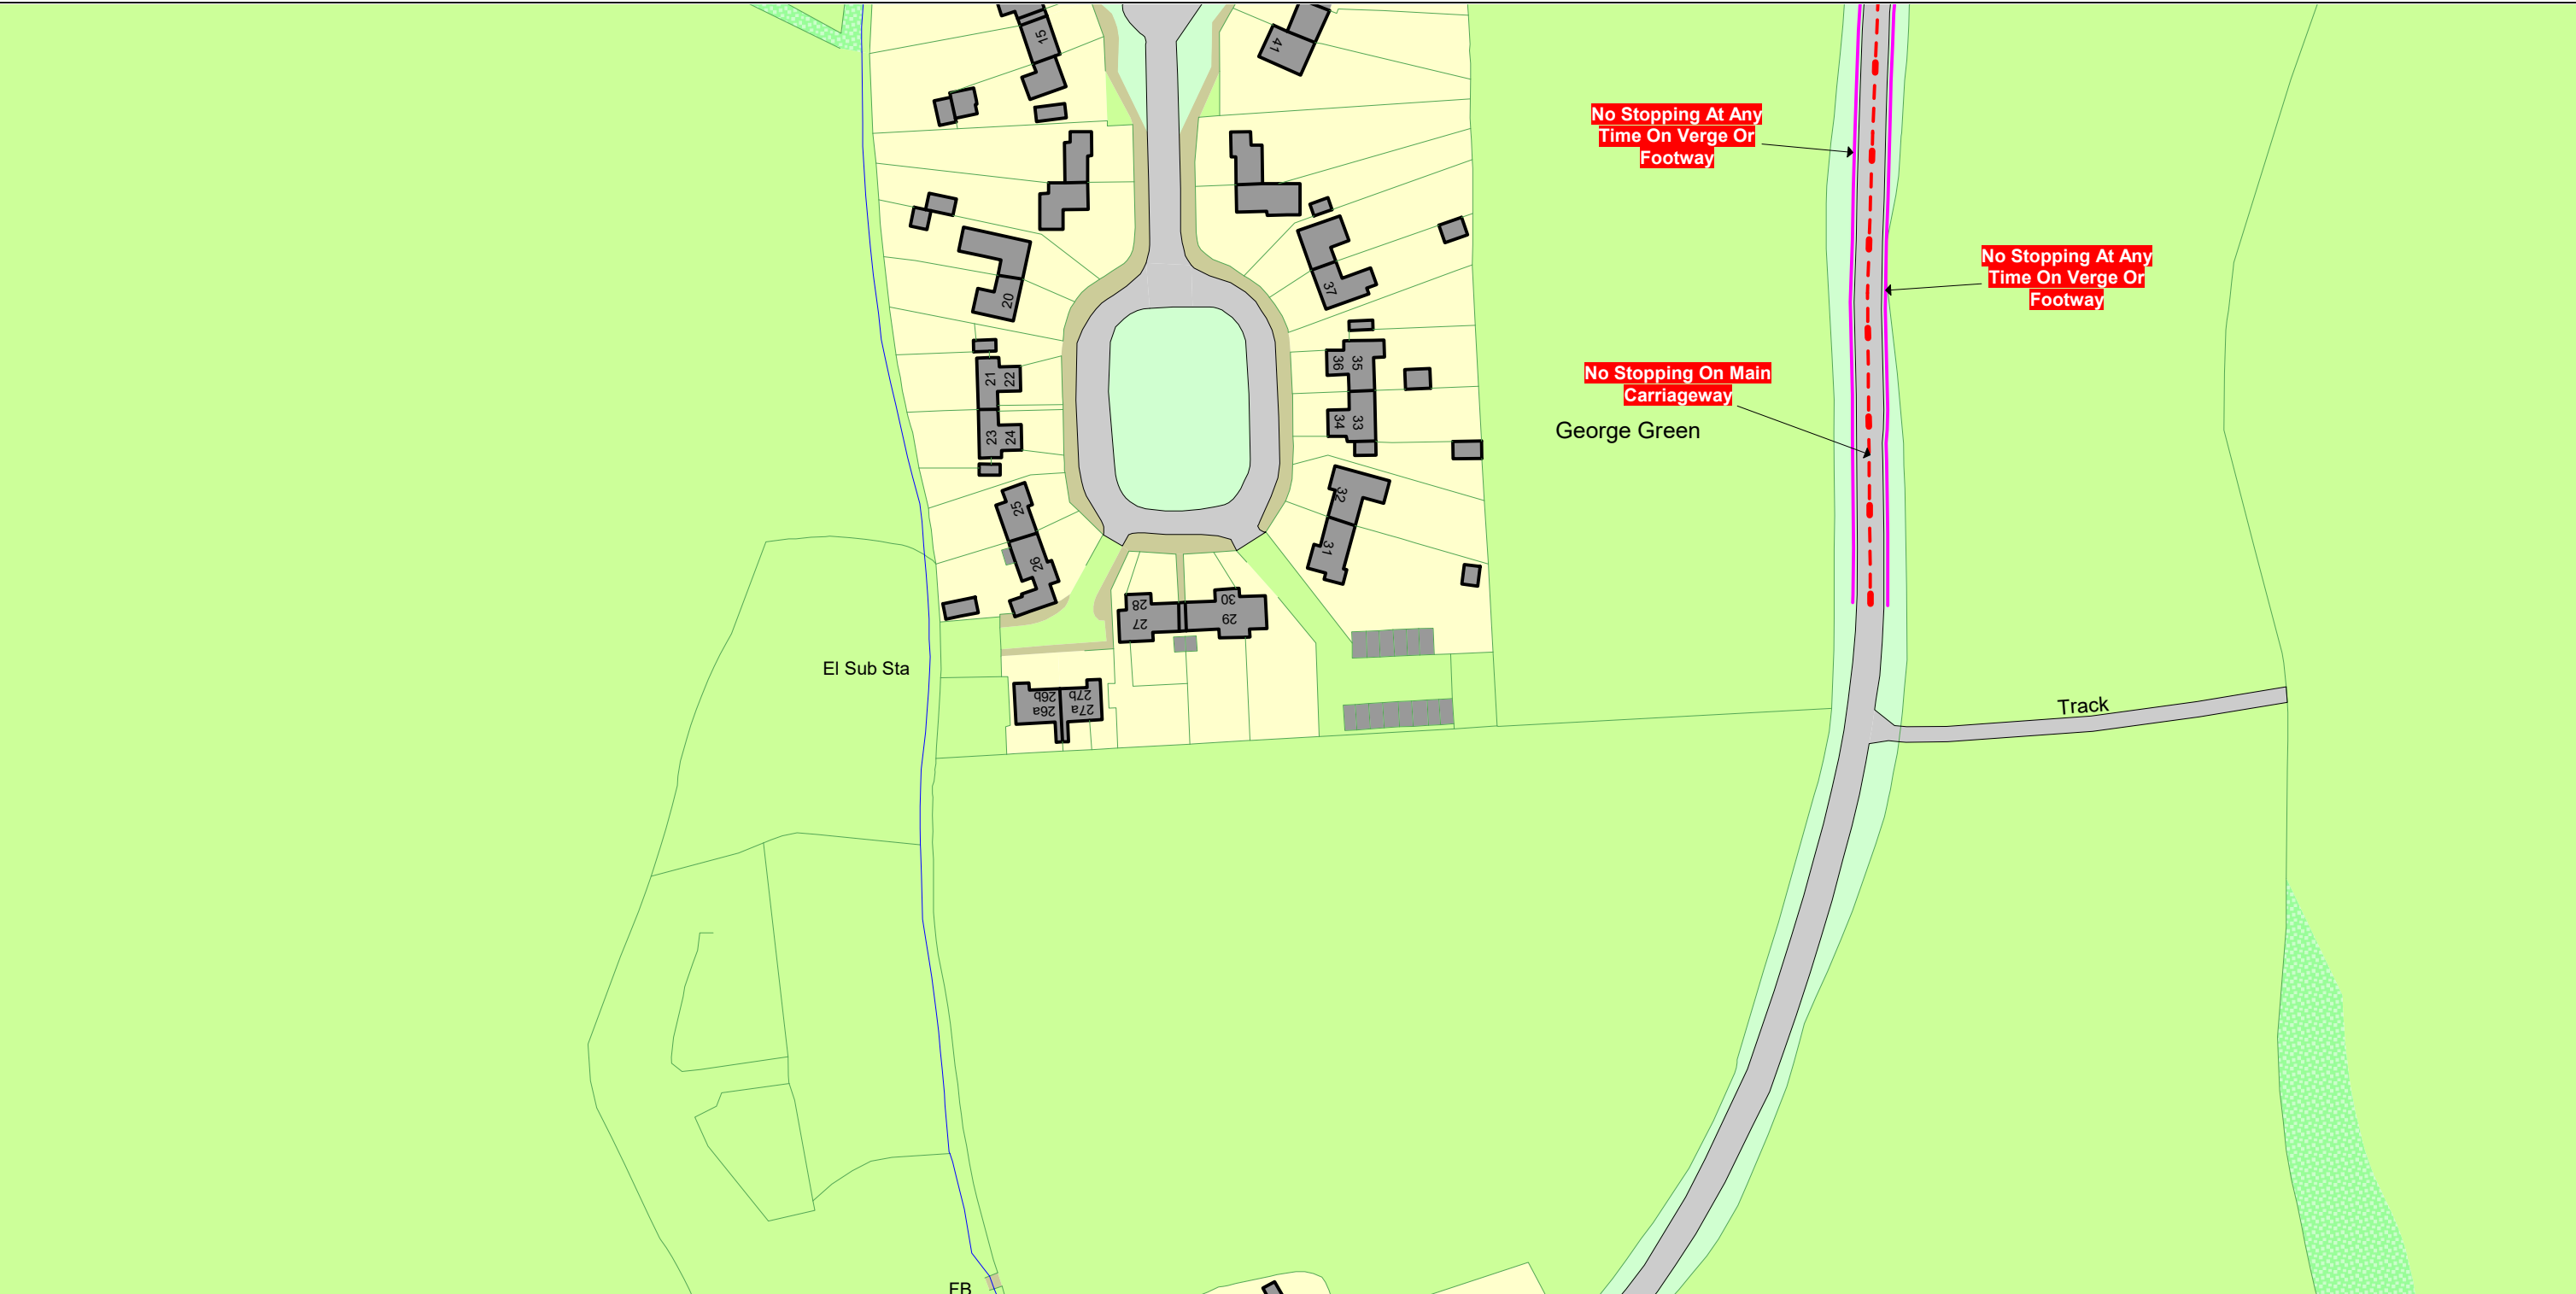 15
41
No Stopping At Any
Time On Verge Or
Footway
No Stopping At Any
Time On Verge Or
Footway
20
37
21
22
36
35
No Stopping On Main
Carriageway
George Green
23
24
34
33
25
32
26
31
28
27
30
29
El Sub Sta
26b
26a
27b
27a
Track
FB